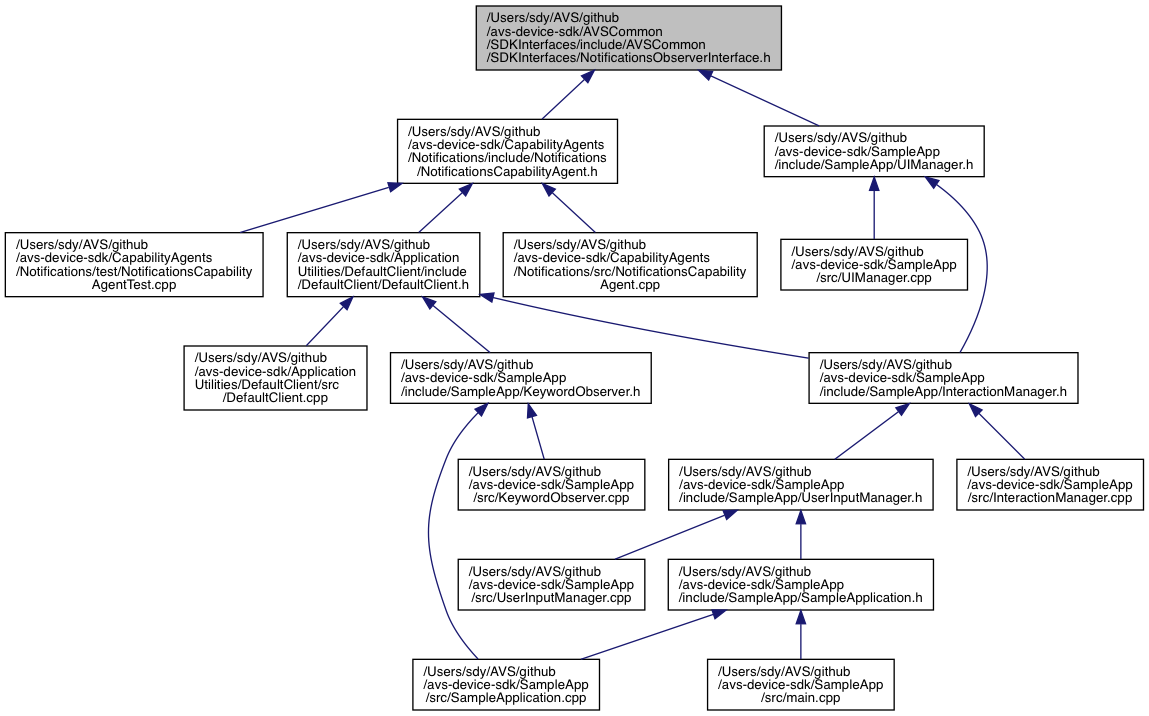 /Users/sdy/AVS/github
/avs-device-sdk/AVSCommon
/SDKInterfaces/include/AVSCommon
/SDKInterfaces/NotificationsObserverInterface.h
/Users/sdy/AVS/github
/avs-device-sdk/CapabilityAgents
/Notifications/include/Notifications
/NotificationsCapabilityAgent.h
/Users/sdy/AVS/github
/avs-device-sdk/SampleApp
/include/SampleApp/UIManager.h
/Users/sdy/AVS/github
/avs-device-sdk/CapabilityAgents
/Notifications/test/NotificationsCapability
AgentTest.cpp
/Users/sdy/AVS/github
/avs-device-sdk/Application
Utilities/DefaultClient/include
/DefaultClient/DefaultClient.h
/Users/sdy/AVS/github
/avs-device-sdk/CapabilityAgents
/Notifications/src/NotificationsCapability
Agent.cpp
/Users/sdy/AVS/github
/avs-device-sdk/SampleApp
/src/UIManager.cpp
/Users/sdy/AVS/github
/avs-device-sdk/Application
Utilities/DefaultClient/src
/DefaultClient.cpp
/Users/sdy/AVS/github
/avs-device-sdk/SampleApp
/include/SampleApp/KeywordObserver.h
/Users/sdy/AVS/github
/avs-device-sdk/SampleApp
/include/SampleApp/InteractionManager.h
/Users/sdy/AVS/github
/avs-device-sdk/SampleApp
/src/KeywordObserver.cpp
/Users/sdy/AVS/github
/avs-device-sdk/SampleApp
/include/SampleApp/UserInputManager.h
/Users/sdy/AVS/github
/avs-device-sdk/SampleApp
/src/InteractionManager.cpp
/Users/sdy/AVS/github
/avs-device-sdk/SampleApp
/src/UserInputManager.cpp
/Users/sdy/AVS/github
/avs-device-sdk/SampleApp
/include/SampleApp/SampleApplication.h
/Users/sdy/AVS/github
/avs-device-sdk/SampleApp
/src/SampleApplication.cpp
/Users/sdy/AVS/github
/avs-device-sdk/SampleApp
/src/main.cpp